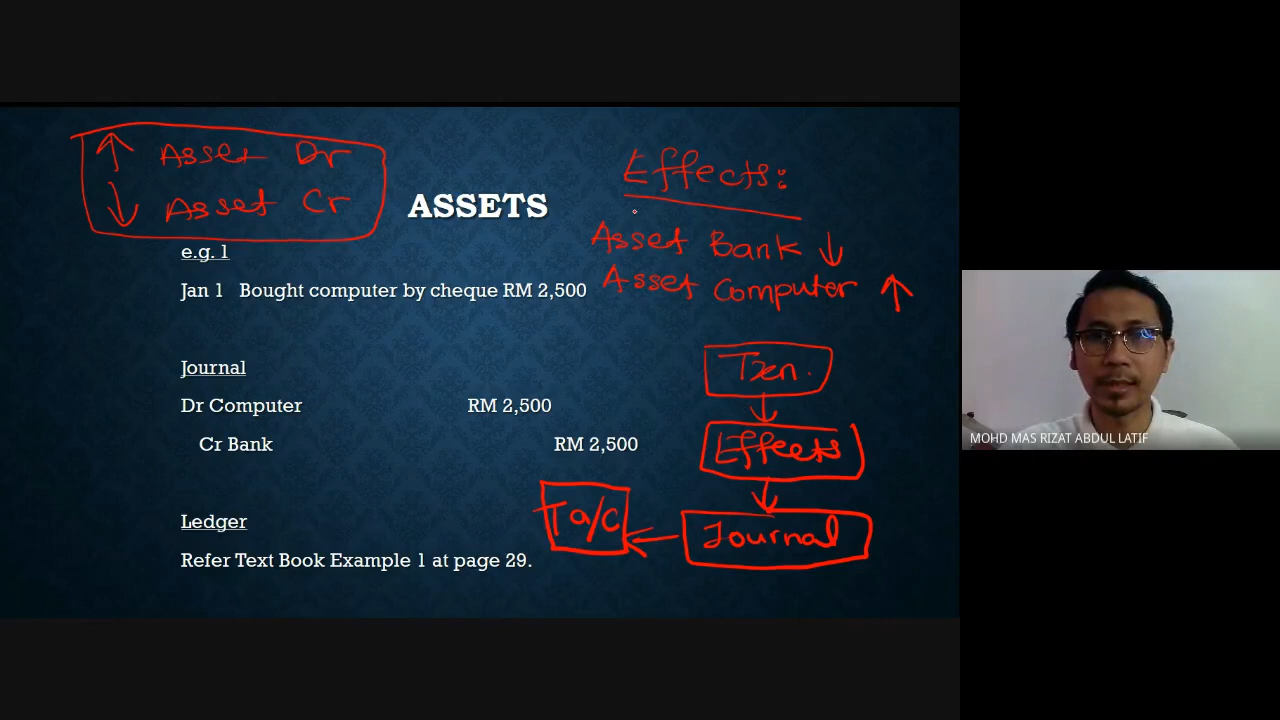 ↑ Asset Dr
↓ Asset Cr
ASSETS
Effects:
Asset Bank ↓
Asset Computer ↑
e.g. 1
Jan 1 Bought computer by cheque RM 2,500
Journal
Dr Computer RM 2,500
Cr Bank RM 2,500
Ledger
Refer Text Book Example 1 at page 29.
Txn.
Effects
Journal
T a/c
MOHD MAS RIZAT ABDUL LATIF